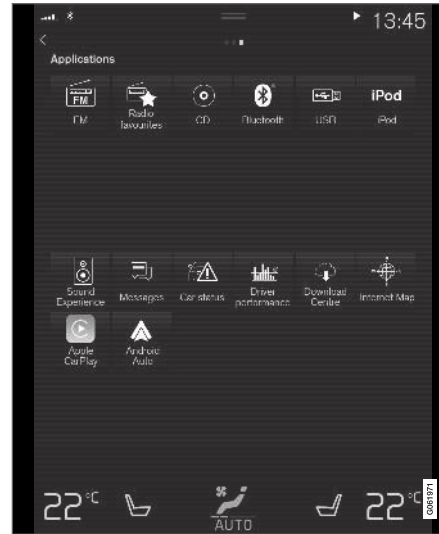 13:45
Applications
FM
iPod
FM
Radio
favourites
CD
Bluetooth
USB
iPod
Sound
Experience
Messages
Car status
Driver
performance
Download
Centre
Internet Map
Apple
CarPlay
Android
Auto
22°C
AUTO
22°C
G061971